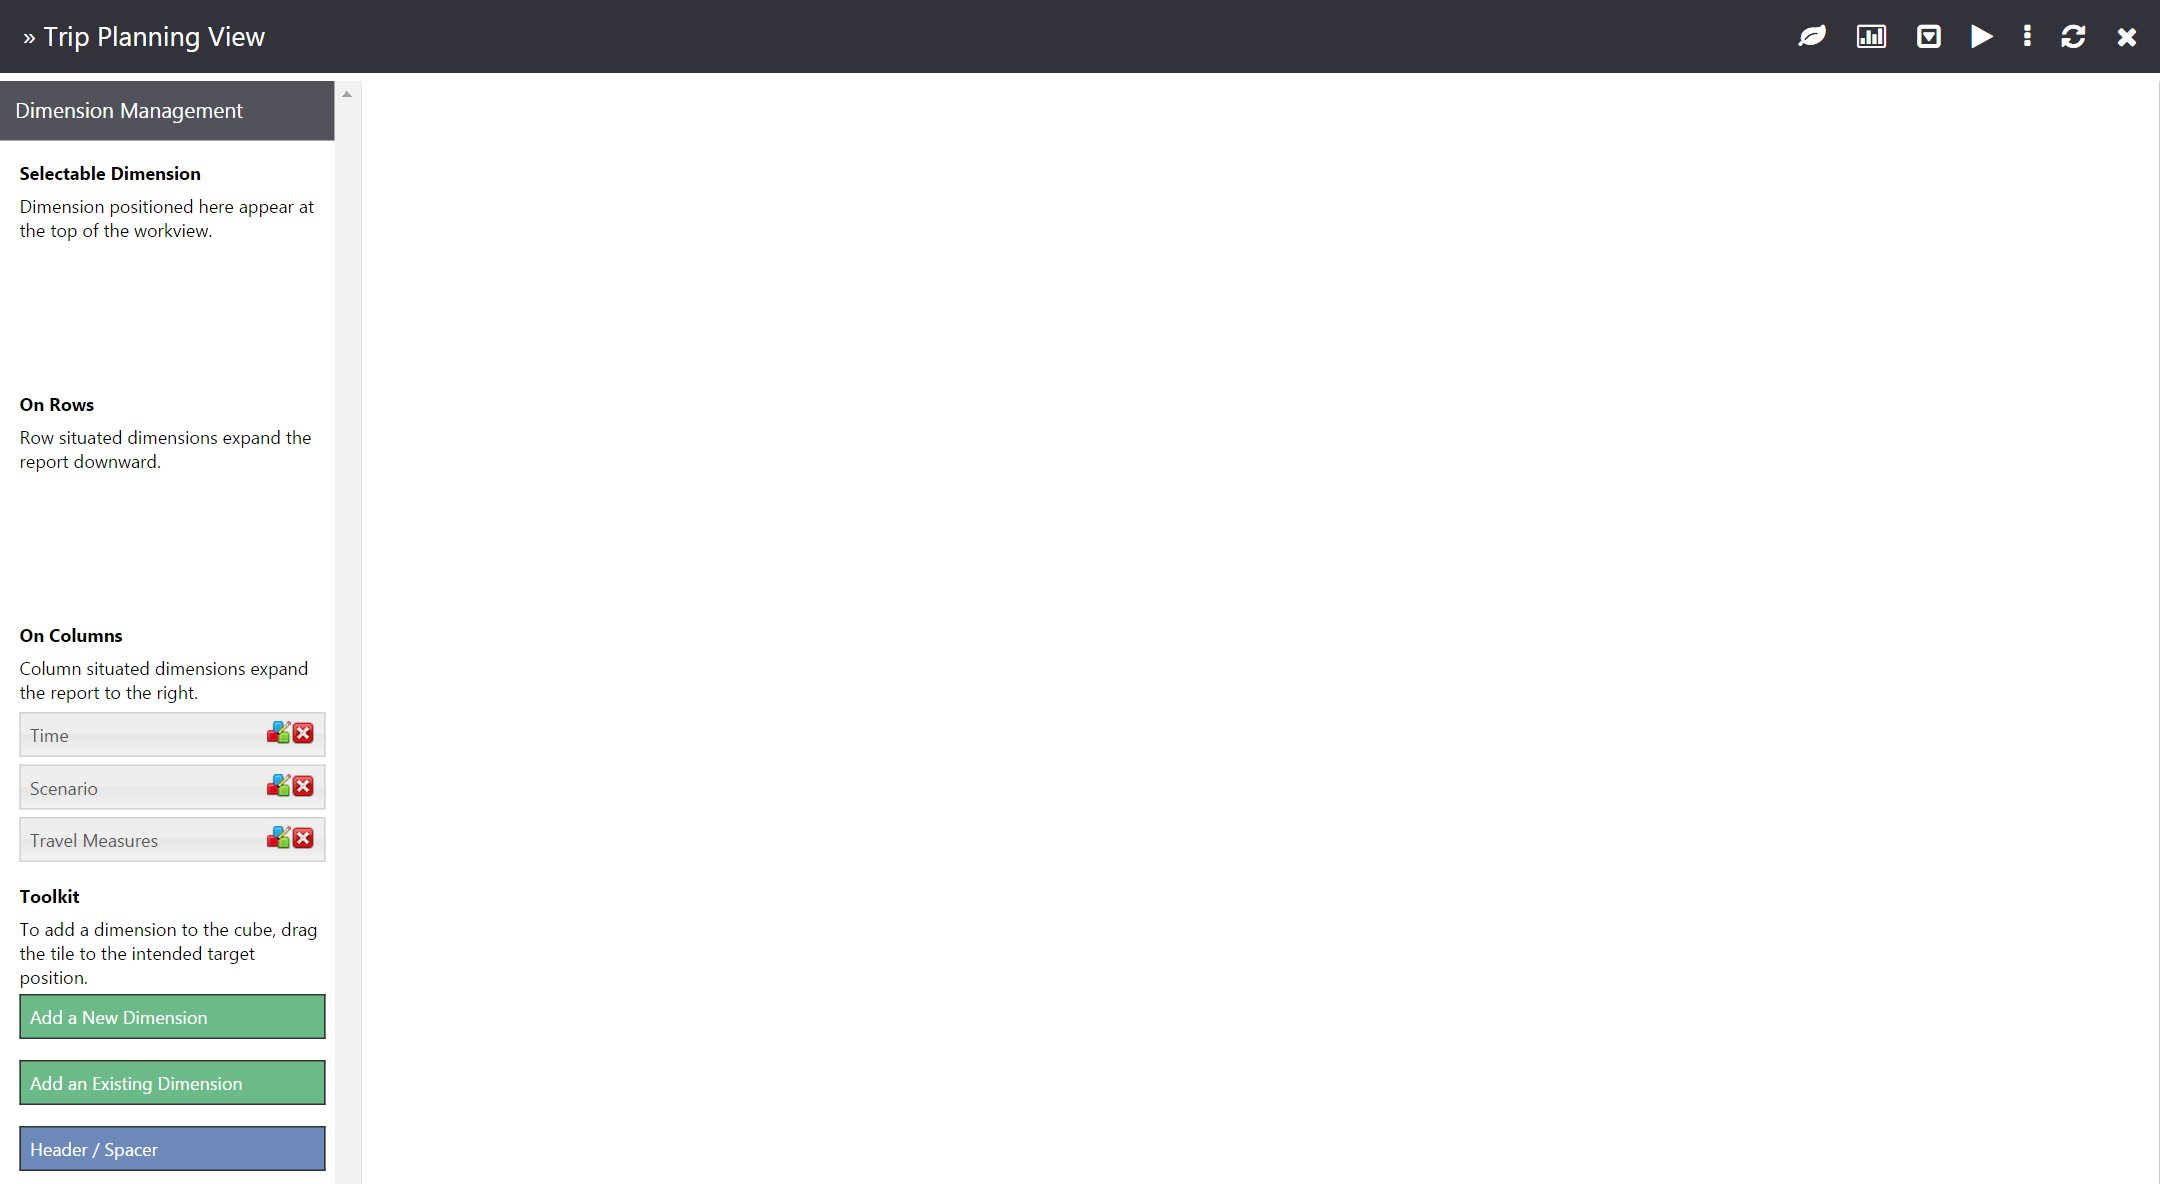 » Trip Planning View
Dimension Management
Selectable Dimension
Dimension positioned here appear at
the top of the workview.
On Rows
Row situated dimensions expand the
report downward.
On Columns
Column situated dimensions expand
the report to the right.
Time
Scenario
Travel Measures
Toolkit
To add a dimension to the cube, drag
the tile to the intended target
position.
Add a New Dimension
Add an Existing Dimension
Header / Spacer